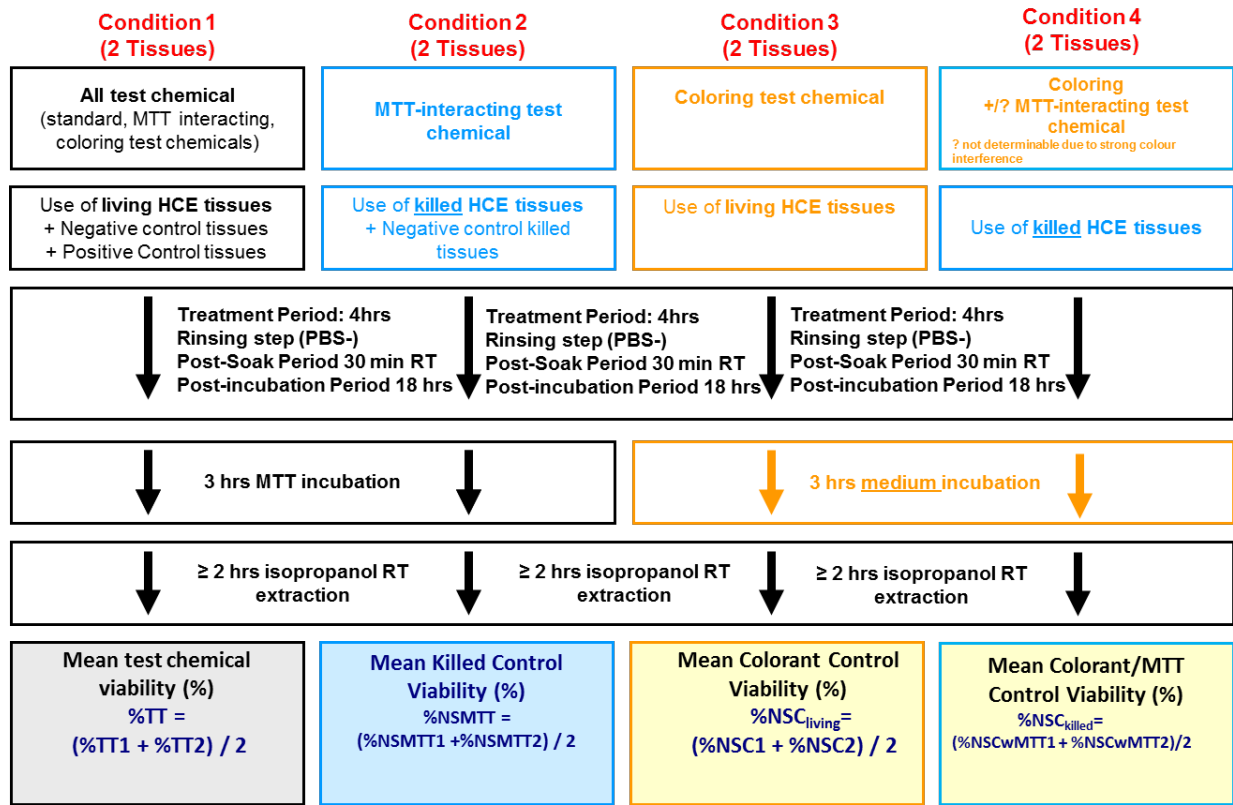 Condition 1
(2 Tissues)
Condition 2
(2 Tissues)
Condition 3
(2 Tissues)
Condition 4
(2 Tissues)
All test chemical
(standard, MTT interacting,
coloring test chemicals)
MTT-interacting test
chemical
Coloring test chemical
Coloring
+/? MTT-interacting test
chemical
? not determinable due to strong colour
interference
Use of living HCE tissues
+ Negative control tissues
+ Positive Control tissues
Use of killed HCE tissues
+ Negative control killed
tissues
Use of living HCE tissues
Use of killed HCE tissues
Treatment Period: 4hrs
Rinsing step (PBS-)
Post-Soak Period 30 min RT
Post-incubation Period 18 hrs
Treatment Period: 4hrs
Rinsing step (PBS-)
Post-Soak Period 30 min RT
Post-incubation Period 18 hrs
Treatment Period: 4hrs
Rinsing step (PBS-)
Post-Soak Period 30 min RT
Post-incubation Period 18 hrs
3 hrs MTT incubation
3 hrs medium incubation
≥ 2 hrs isopropanol RT
extraction
≥ 2 hrs isopropanol RT
extraction
≥ 2 hrs isopropanol RT
extraction
Mean test chemical
viability (%)
%TT =
(%TT1 + %TT2) / 2
Mean Killed Control
Viability (%)
%NSMTT =
(%NSMTT1 +%NSMTT2) / 2
Mean Colorant Control
Viability (%)
%NSCliving=
(%NSC1 + %NSC2) / 2
Mean Colorant/MTT
Control Viability (%)
%NSCkilled=
(%NSCwMTT1 + %NSCwMTT2)/2